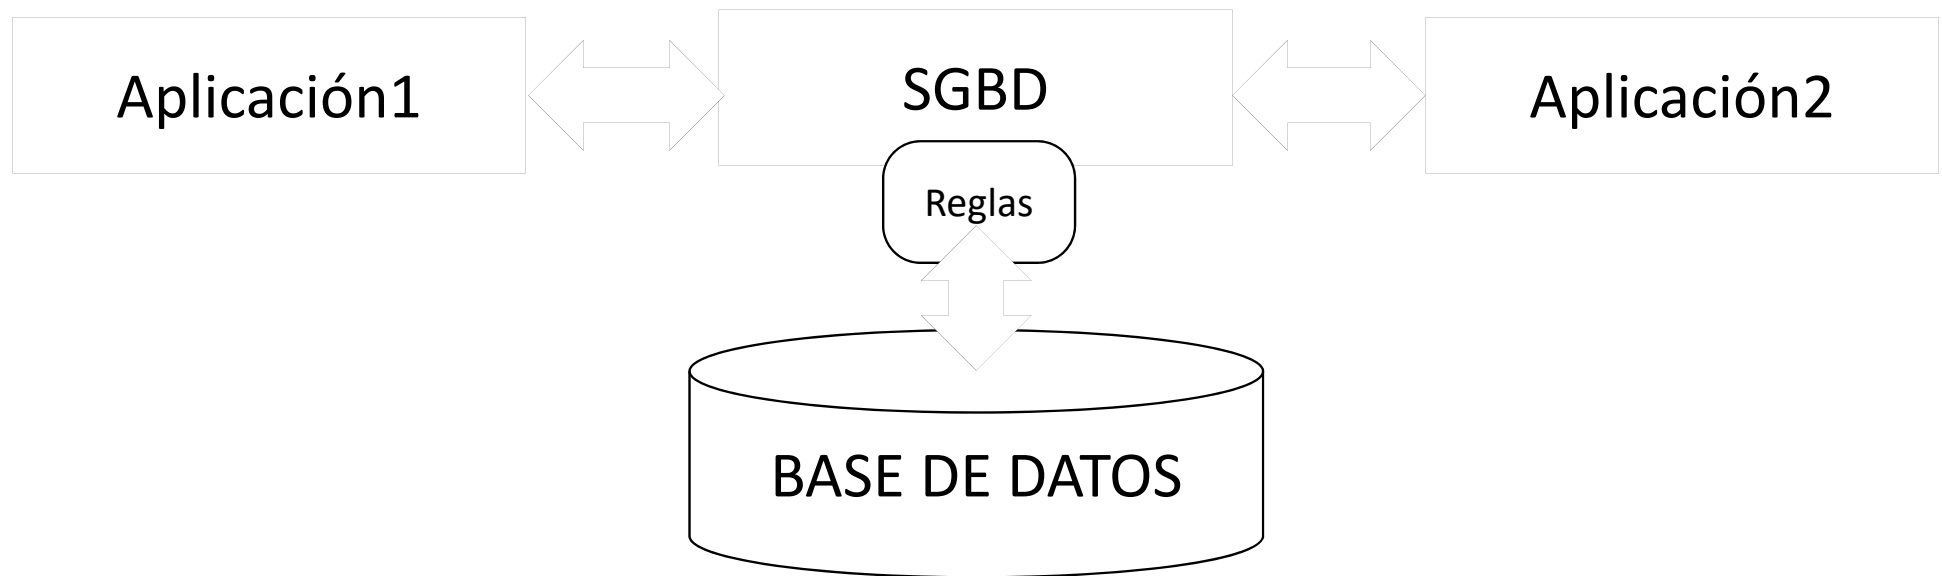 Aplicación1
SGBD
Aplicación2
Reglas
BASE DE DATOS